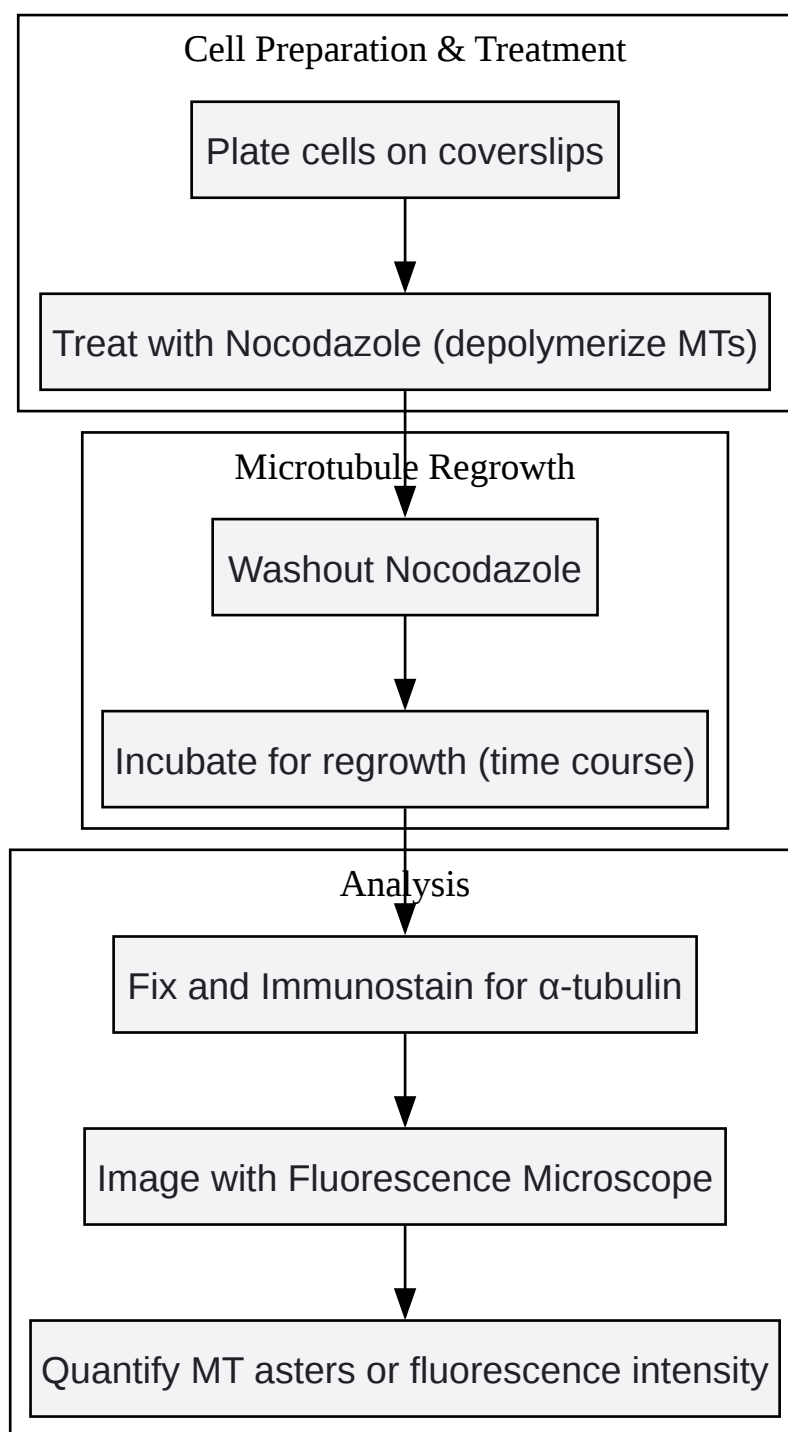 Cell Preparation & Treatment
Plate cells on coverslips
Treat with Nocodazole (depolymerize MTs)
Microtubule Regrowth
Washout Nocodazole
Incubate for regrowth (time course)
Analysis
Fix and Immunostain for α-tubulin
Image with Fluorescence Microscope
Quantify MT asters or fluorescence intensity